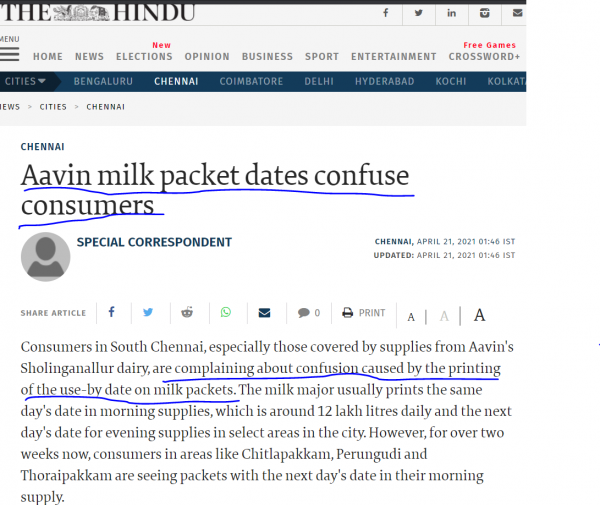 THE HINDU
MENU
New
Free Games
HOME NEWS ELECTIONS OPINION BUSINESS SPORT ENTERTAINMENT CROSSWORD+
CITIES BENGALURU CHENNAI COIMBATORE DELHI HYDERABAD KOCHI KOLKAT
EWS > CITIES > CHENNAI
CHENNAI
Aavin milk packet dates confuse
consumers
SPECIAL CORRESPONDENT
CHENNAI, APRIL 21, 2021 01:46 IST
UPDATED: APRIL 21, 2021 01:46 IST
SHARE ARTICLE 0 PRINT A | A | A
Consumers in South Chennai, especially those covered by supplies from Aavin's
Sholinganallur dairy, are complaining about confusion caused by the printing
of the use-by date on milk packets. The milk major usually prints the same
day's date in morning supplies, which is around 12 lakh litres daily and the next
day's date for evening supplies in select areas in the city. However, for over two
weeks now, consumers in areas like Chitlapakkam, Perungudi and
Thoraipakkam are seeing packets with the next day's date in their morning
supply.